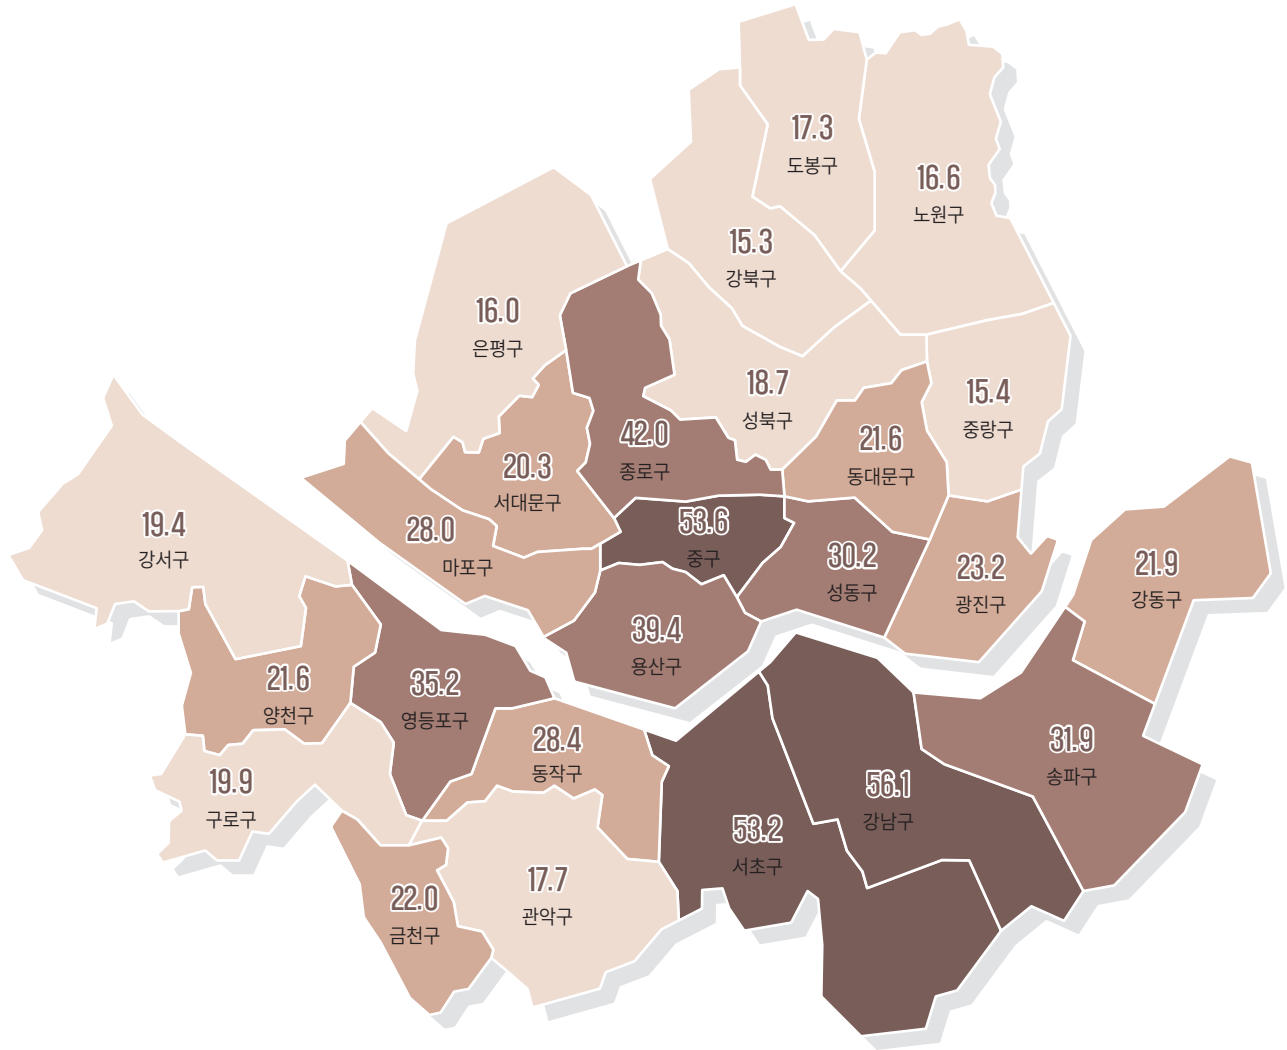 17.3
도봉구
16.6
노원구
15.3
강북구
16.0
은평구
18.7
성북구
15.4
중랑구
42.0
종로구
21.6
동대문구
20.3
서대문구
19.4
강서구
28.0
마포구
53.6
중구
30.2
성동구
23.2
광진구
21.9
강동구
39.4
용산구
21.6
양천구
35.2
영등포구
28.4
동작구
31.9
송파구
19.9
구로구
56.1
강남구
53.2
서초구
17.7
관악구
22.0
금천구